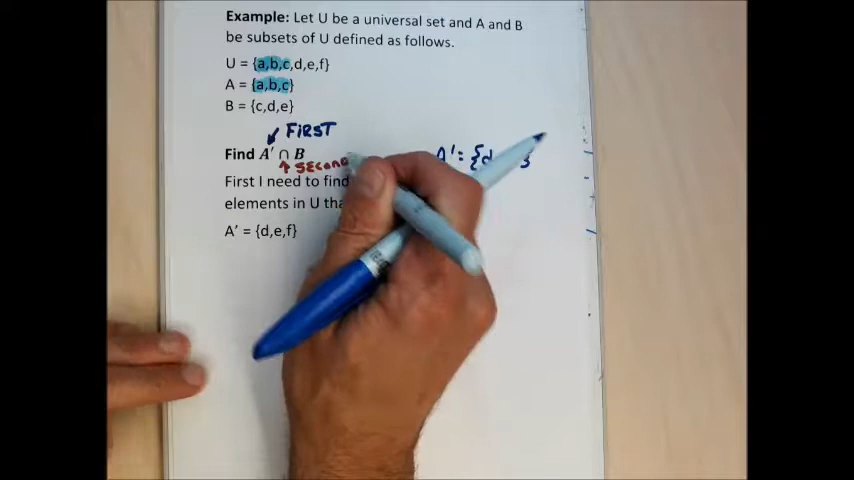 Example: Let U be a universal set and A and B
be subsets of U defined as follows.
U = {a,b,c,d,e,f}
A = {a,b,c}
B = {c,d,e}
FIRST
Find A′ ∩ B
A' = {d
SECOND
First I need to find
elements in U
A′ = {d,e,f}